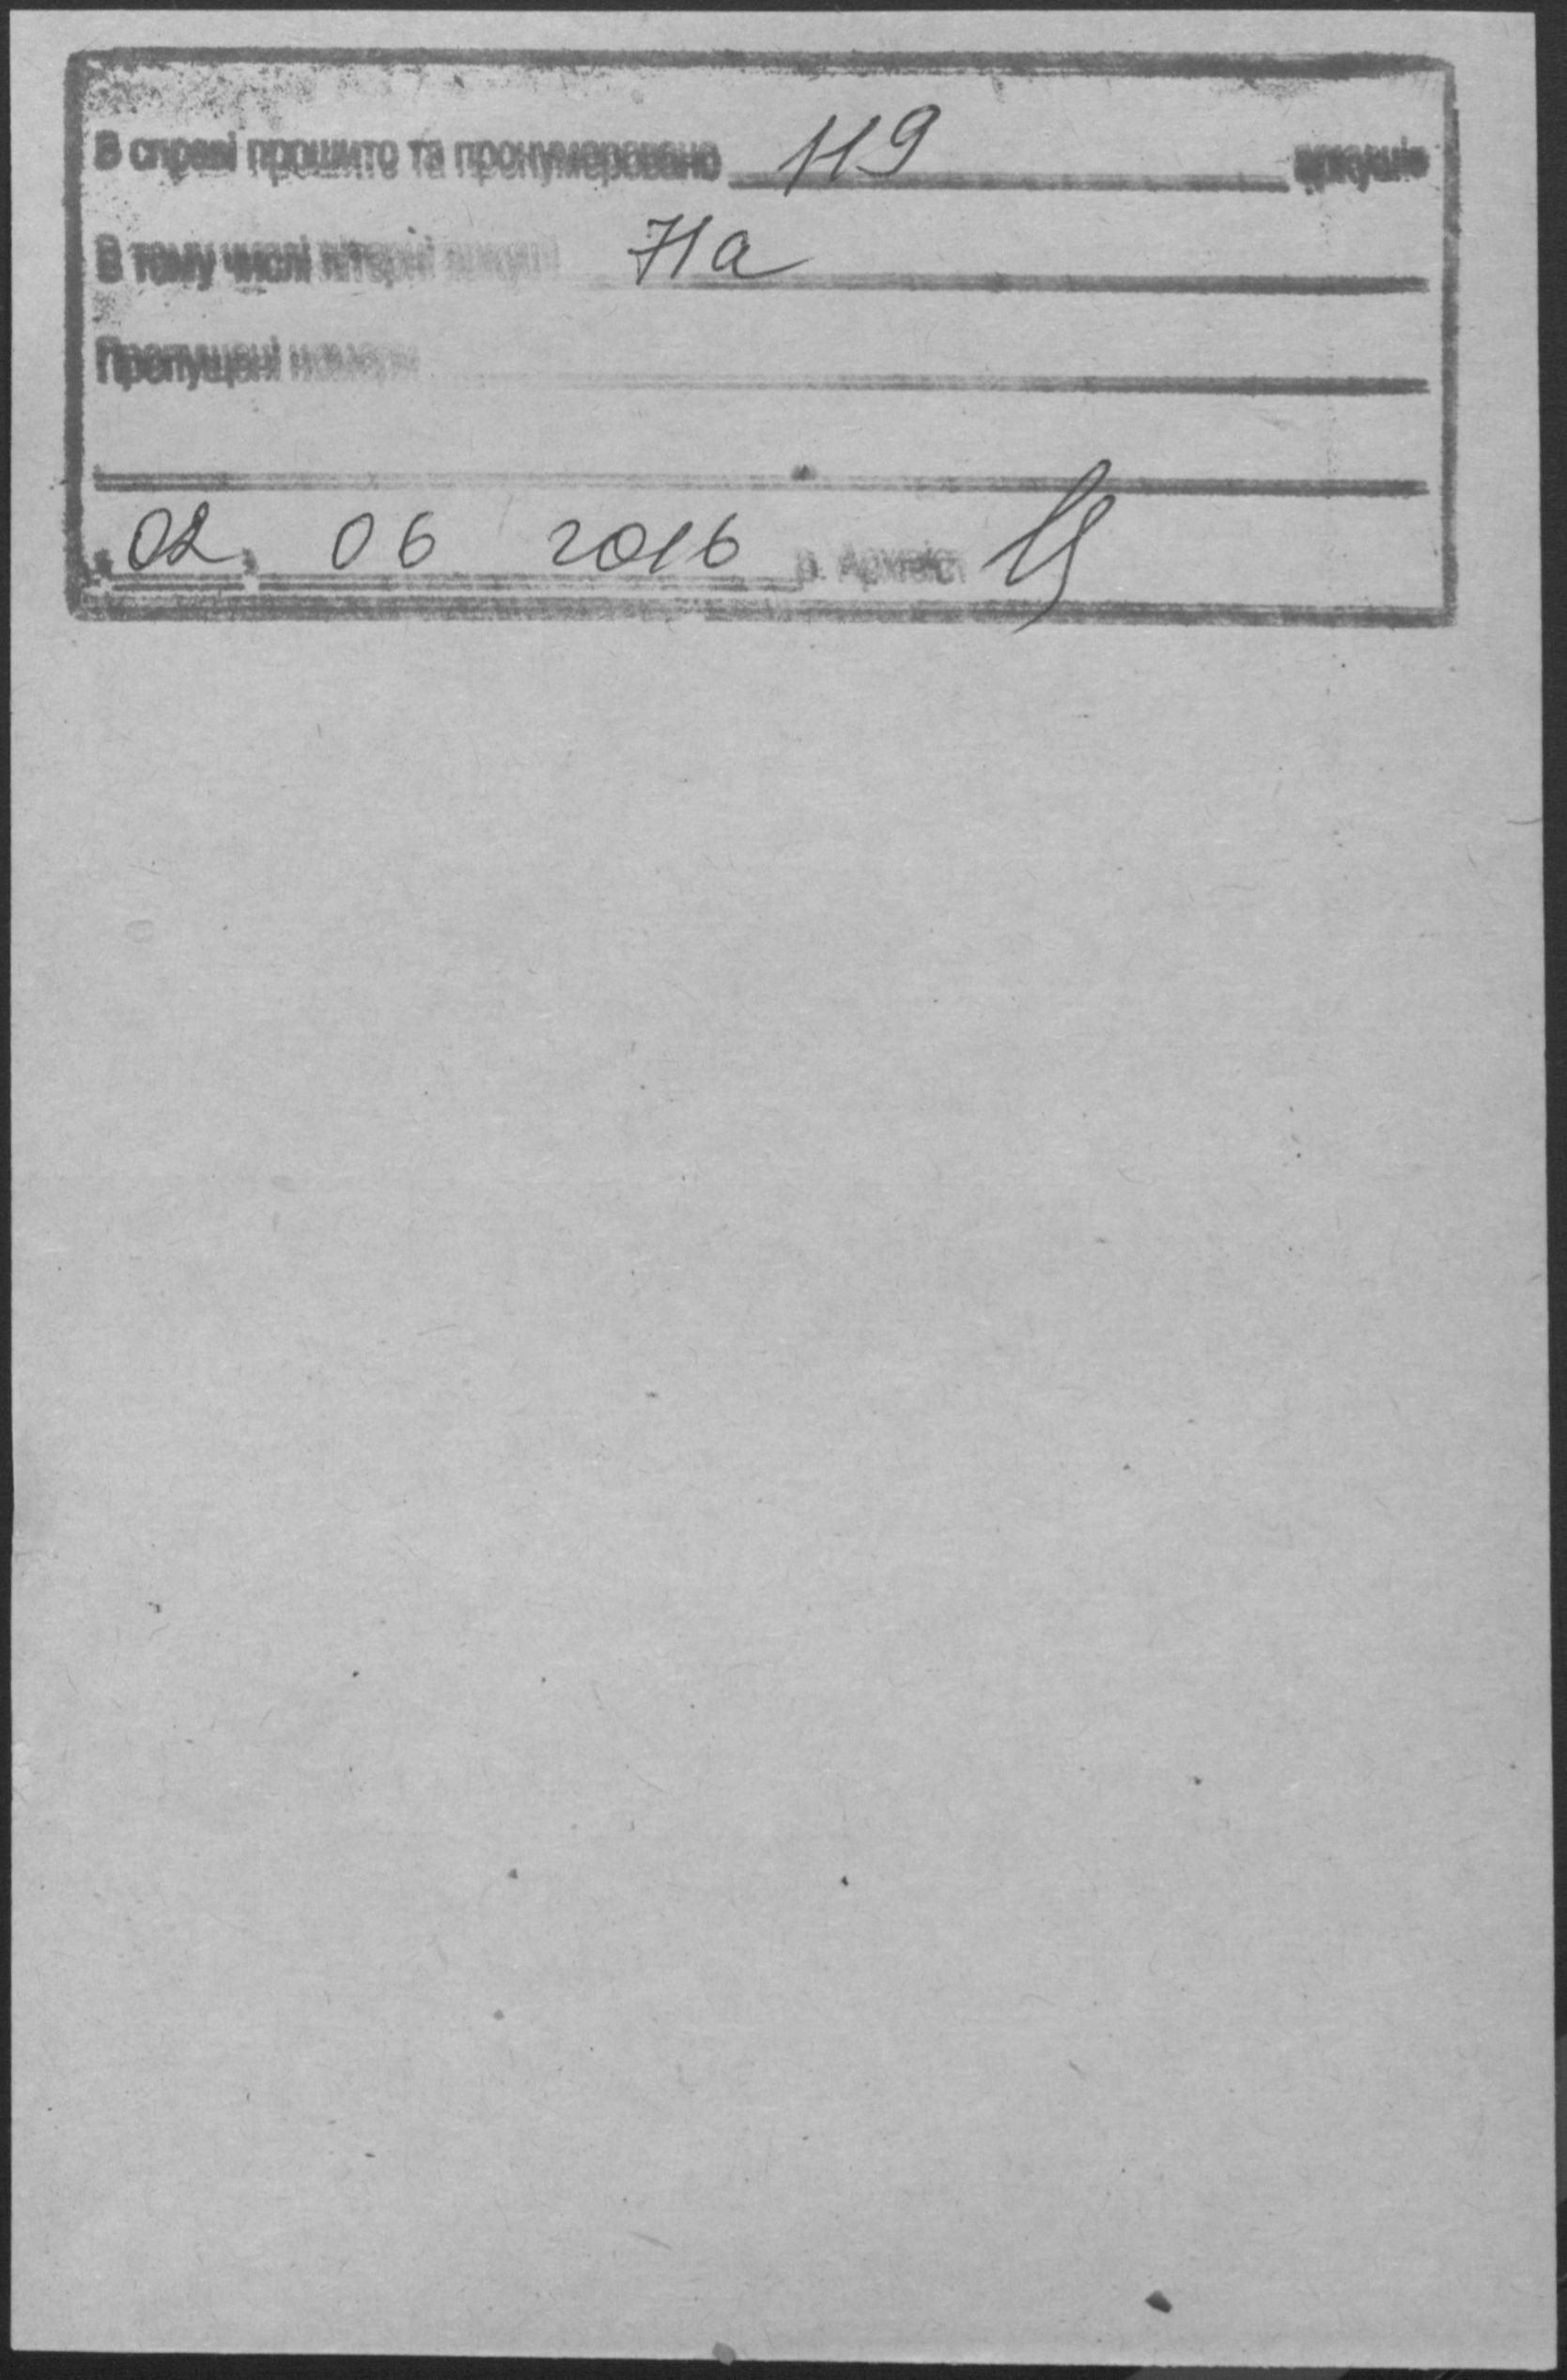 В справі прошито та пронумеровано 119 аркушів
В тому числі літерні аркуші 71а
Пропущені номери
"02" 06 2016 р. Архівіст